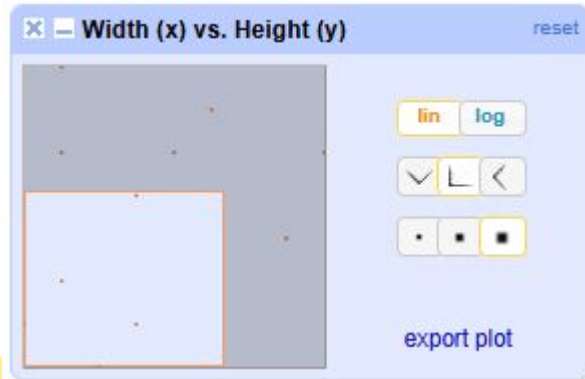 Width (x) vs. Height (y)
reset
lin log
export plot